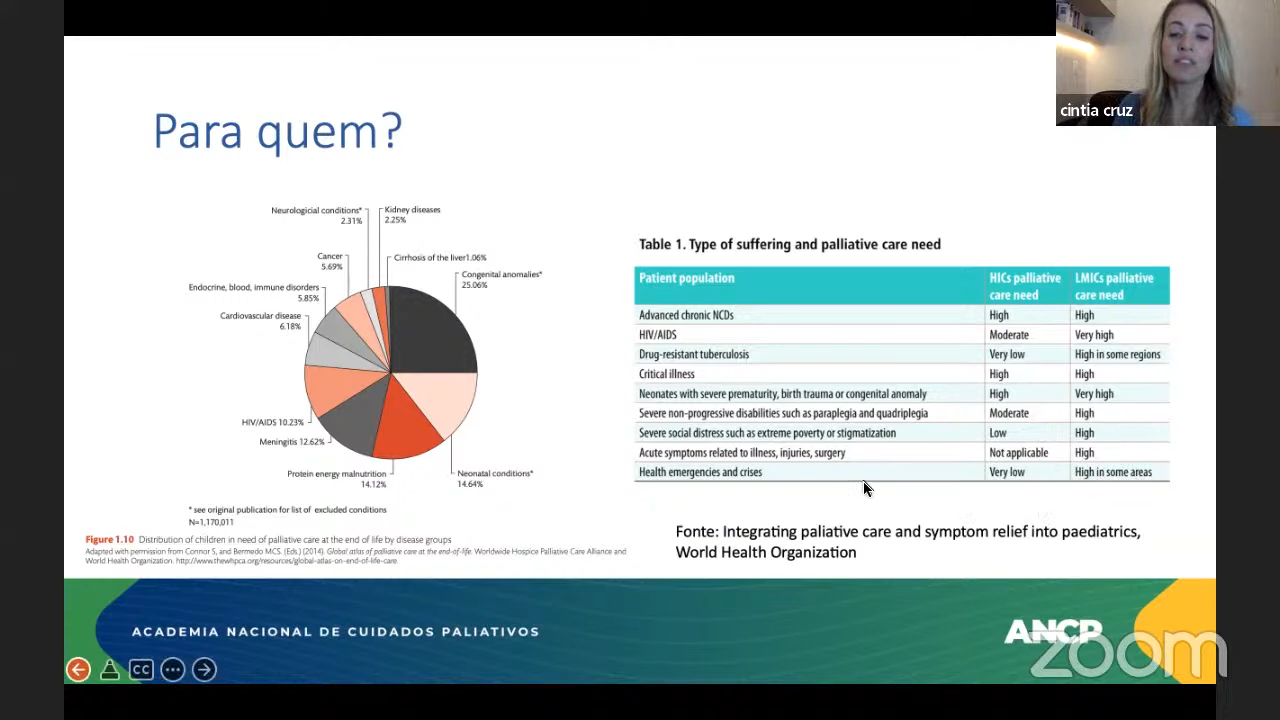 cintia cruz
Para quem?
Neurologicial conditions*
2.31%
Kidney diseases
2.25%
Cancer
5.69%
Cirrhosis of the liver1.06%
Congenital anomalies*
25.06%
Endocrine, blood, immune disorders
5.85%
Cardiovascular disease
6.18%
HIV/AIDS 10.23%
Meningitis 12.62%
Protein energy malnutrition
14.12%
Neonatal conditions*
14.64%
* see original publication for list of excluded conditions
N=1,170,011
Figure 1.10 Distribution of children in need of palliative care at the end of life by disease groups
Adapted with permission from Connor S, and Bermedo MCS. (Eds.) (2014). Global atlas of palliative care at the end-of-life. Worldwide Hospice Palliative Care Alliance and
World Health Organization. http://www.thewhpca.org/resources/global-atlas-on-end-of-life-care.
Table 1. Type of suffering and palliative care need
Patient population HICs palliative care need LMICs palliative care need
Advanced chronic NCDs High High
HIV/AIDS Moderate Very high
Drug-resistant tuberculosis Very low High in some regions
Critical illness High High
Neonates with severe prematurity, birth trauma or congenital anomaly High Very high
Severe non-progressive disabilities such as paraplegia and quadriplegia Moderate High
Severe social distress such as extreme poverty or stigmatization Low High
Acute symptoms related to illness, injuries, surgery Not applicable High
Health emergencies and crises Very low High in some areas
Fonte: Integrating paliative care and symptom relief into paediatrics,
World Health Organization
ACADEMIA NACIONAL DE CUIDADOS PALIATIVOS
ANCP
zoom
CC